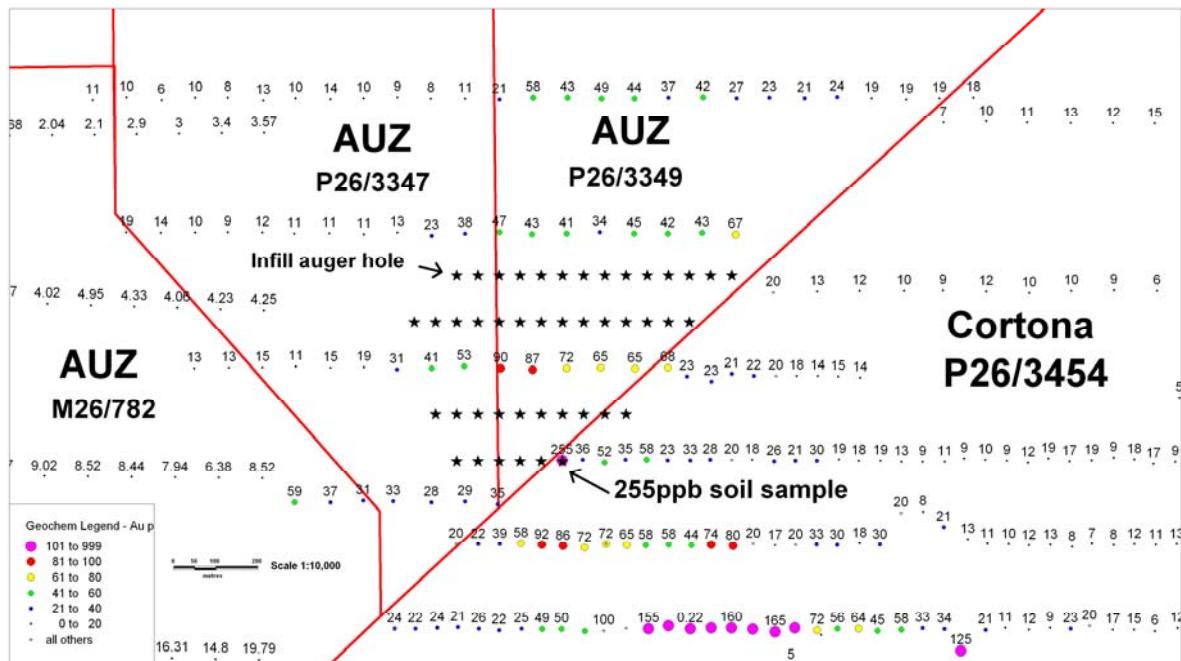 11 10 6 10 8 13 10 14 10 9 8 11 21 58 43 49 44 37 42 27 23 21 24 19 19 19 18
7 10 11 13 12 15
68 2.04 2.1 2.9 3 3.4 3.57
AUZ
P26/3347
AUZ
P26/3349
19 14 10 9 12 11 11 11 13 23 38 47 43 41 34 45 42 43 67
Infill auger hole
20 13 12 10 9 12 10 10 9 6
7 4.02 4.95 4.33 4.06 4.23 4.25
Cortona
P26/3454
AUZ
M26/782
13 13 15 11 15 19 31 41 53 90 87 72 65 65 68 23 23 21 22 20 18 14 15 14
5
255 36 52 35 58 23 33 28 20 18 26 21 30 19 19 18 19 13 9 11 9 10 9 12 19 17 19 9 18 17 9
7 9.02 8.52 8.44 7.94 6.38 8.52
255ppb soil sample
59 37 31 33 28 29 35
20 8 21
Geochem Legend - Au p
101 to 999
81 to 100
61 to 80
41 to 60
21 to 40
0 to 20
all others
0 50 100 200
metres
Scale 1:10,000
20 22 39 58 92 86 72 72 65 58 58 44 74 80 20 17 20 33 30 18 30
13 11 10 12 13 8 7 8 12 11 13
24 22 24 21 26 22 25 49 50 100 155 0.22 160 165 72 56 64 45 58 33 34 125 21 11 12 9 23 20 17 15 6 12
5
16.31 14.8 19.79